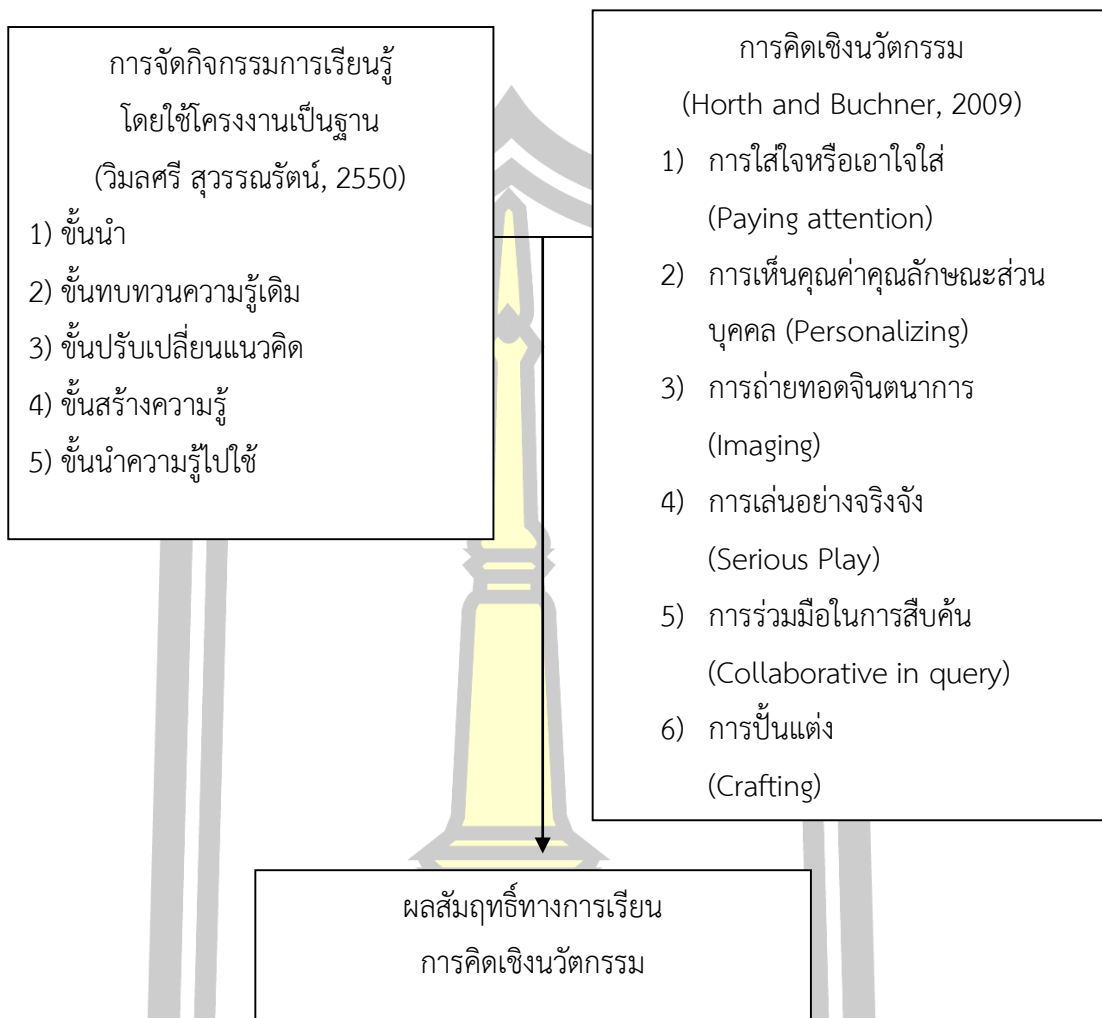 การจัดกิจกรรมการเรียนรู้
โดยใช้โครงงานเป็นฐาน
(วิมลศรี สุวรรณรัตน์, 2550)
1) ขั้นนำ
2) ขั้นทบทวนความรู้เดิม
3) ขั้นปรับเปลี่ยนแนวคิด
4) ขั้นสร้างความรู้
5) ขั้นนำความรู้ไปใช้
การคิดเชิงนวัตกรรม
(Horth and Buchner, 2009)
1) การใส่ใจหรือเอาใจใส่
(Paying attention)
2) การเห็นคุณค่าคุณลักษณะส่วน
บุคคล (Personalizing)
3) การถ่ายทอดจินตนาการ
(Imaging)
4) การเล่นอย่างจริงจัง
(Serious Play)
5) การร่วมมือในการสืบค้น
(Collaborative in query)
6) การปั้นแต่ง
(Crafting)
ผลสัมฤทธิ์ทางการเรียน
การคิดเชิงนวัตกรรม